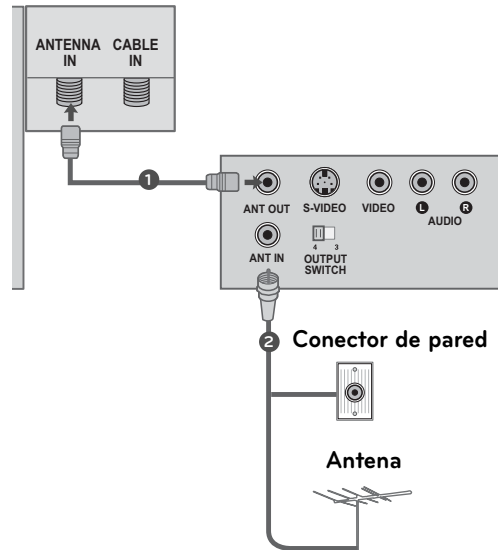 ANTENNA IN
CABLE IN
1
ANT OUT
S-VIDEO
VIDEO
L
R
AUDIO
ANT IN
4 3
OUTPUT
SWITCH
2
Conector de pared
Antena